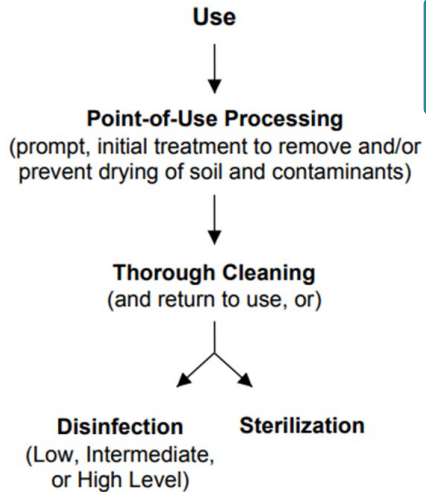 Use
Point-of-Use Processing
(prompt, initial treatment to remove and/or
prevent drying of soil and contaminants)
Thorough Cleaning
(and return to use, or)
Disinfection
(Low, Intermediate,
or High Level)
Sterilization